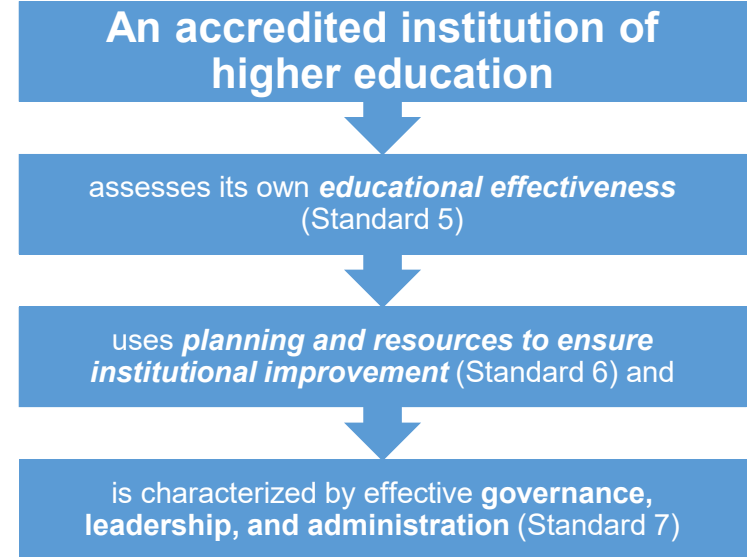 An accredited institution of
higher education
assesses its own educational effectiveness
(Standard 5)
uses planning and resources to ensure
institutional improvement (Standard 6) and
is characterized by effective governance,
leadership, and administration (Standard 7)